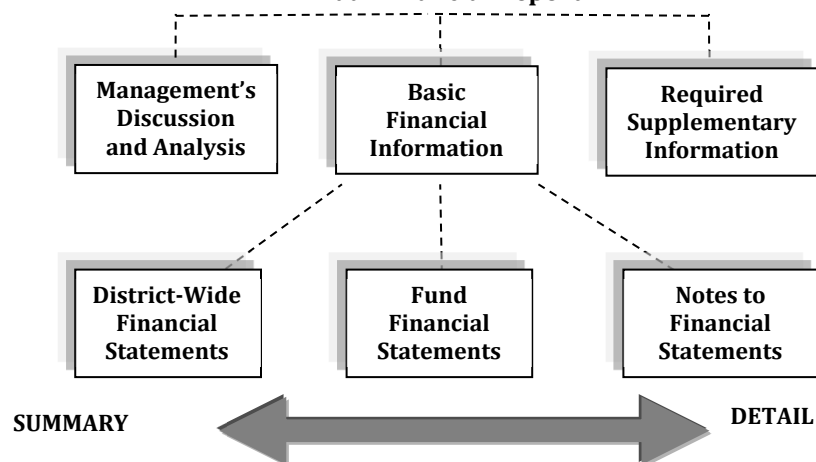 Management's
Discussion
and Analysis
Basic
Financial
Information
Required
Supplementary
Information
District-Wide
Financial
Statements
Fund
Financial
Statements
Notes to
Financial
Statements
SUMMARY
DETAIL